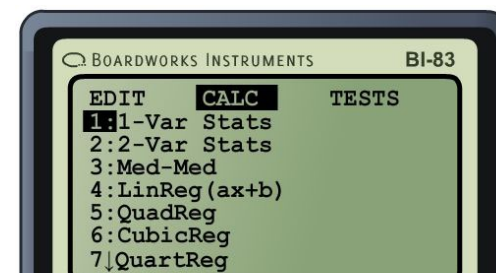 BOARDWORKS INSTRUMENTS BI-83
EDIT CALC TESTS
1:1-Var Stats
2:2-Var Stats
3:Med-Med
4:LinReg(ax+b)
5:QuadReg
6:CubicReg
7↓QuartReg